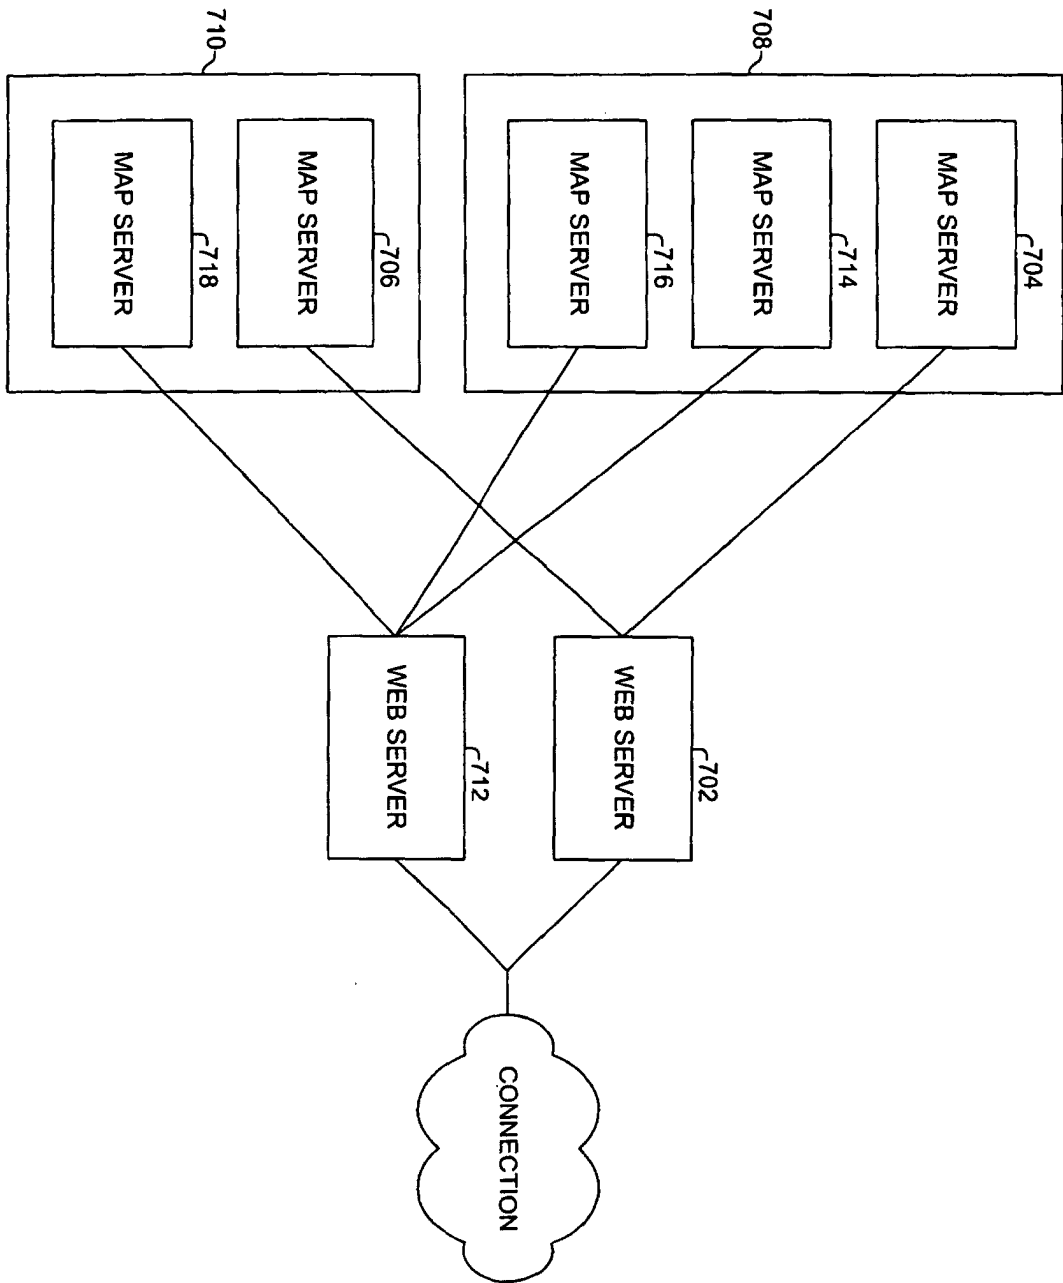 704
MAP SERVER
714
MAP SERVER
708
716
MAP SERVER
706
MAP SERVER
710
718
MAP SERVER
702
WEB SERVER
712
WEB SERVER
CONNECTION